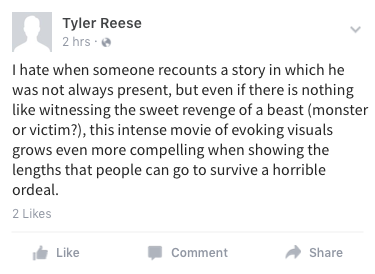 Tyler Reese
2 hrs ·
I hate when someone recounts a story in which he
was not always present, but even if there is nothing
like witnessing the sweet revenge of a beast (monster
or victim?), this intense movie of evoking visuals
grows even more compelling when showing the
lengths that people can go to survive a horrible
ordeal.
2 Likes
Like Comment Share